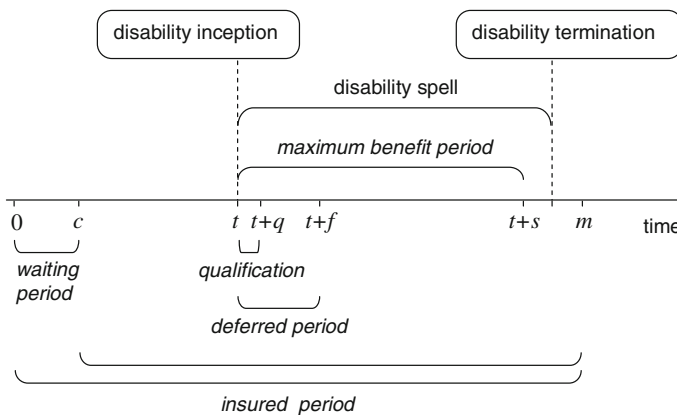 disability inception
disability termination
disability spell
maximum benefit period
0 c t t+q t+f t+s m time
waiting
period
qualification
deferred period
insured period